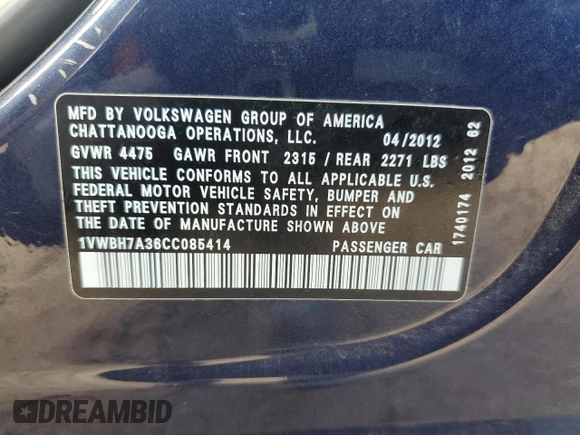 MFD BY VOLKSWAGEN GROUP OF AMERICA
CHATTANOOGA OPERATIONS, LLC. 04/2012
GVWR 4475 GAWR FRONT 2315 / REAR 2271 LBS
THIS VEHICLE CONFORMS TO ALL APPLICABLE U.S.
FEDERAL MOTOR VEHICLE SAFETY, BUMPER AND
THEFT PREVENTION STANDARDS IN EFFECT ON
THE DATE OF MANUFACTURE SHOWN ABOVE
1VWBH7A36CC085414 PASSENGER CAR
1740174 2012 62
DREAMBID